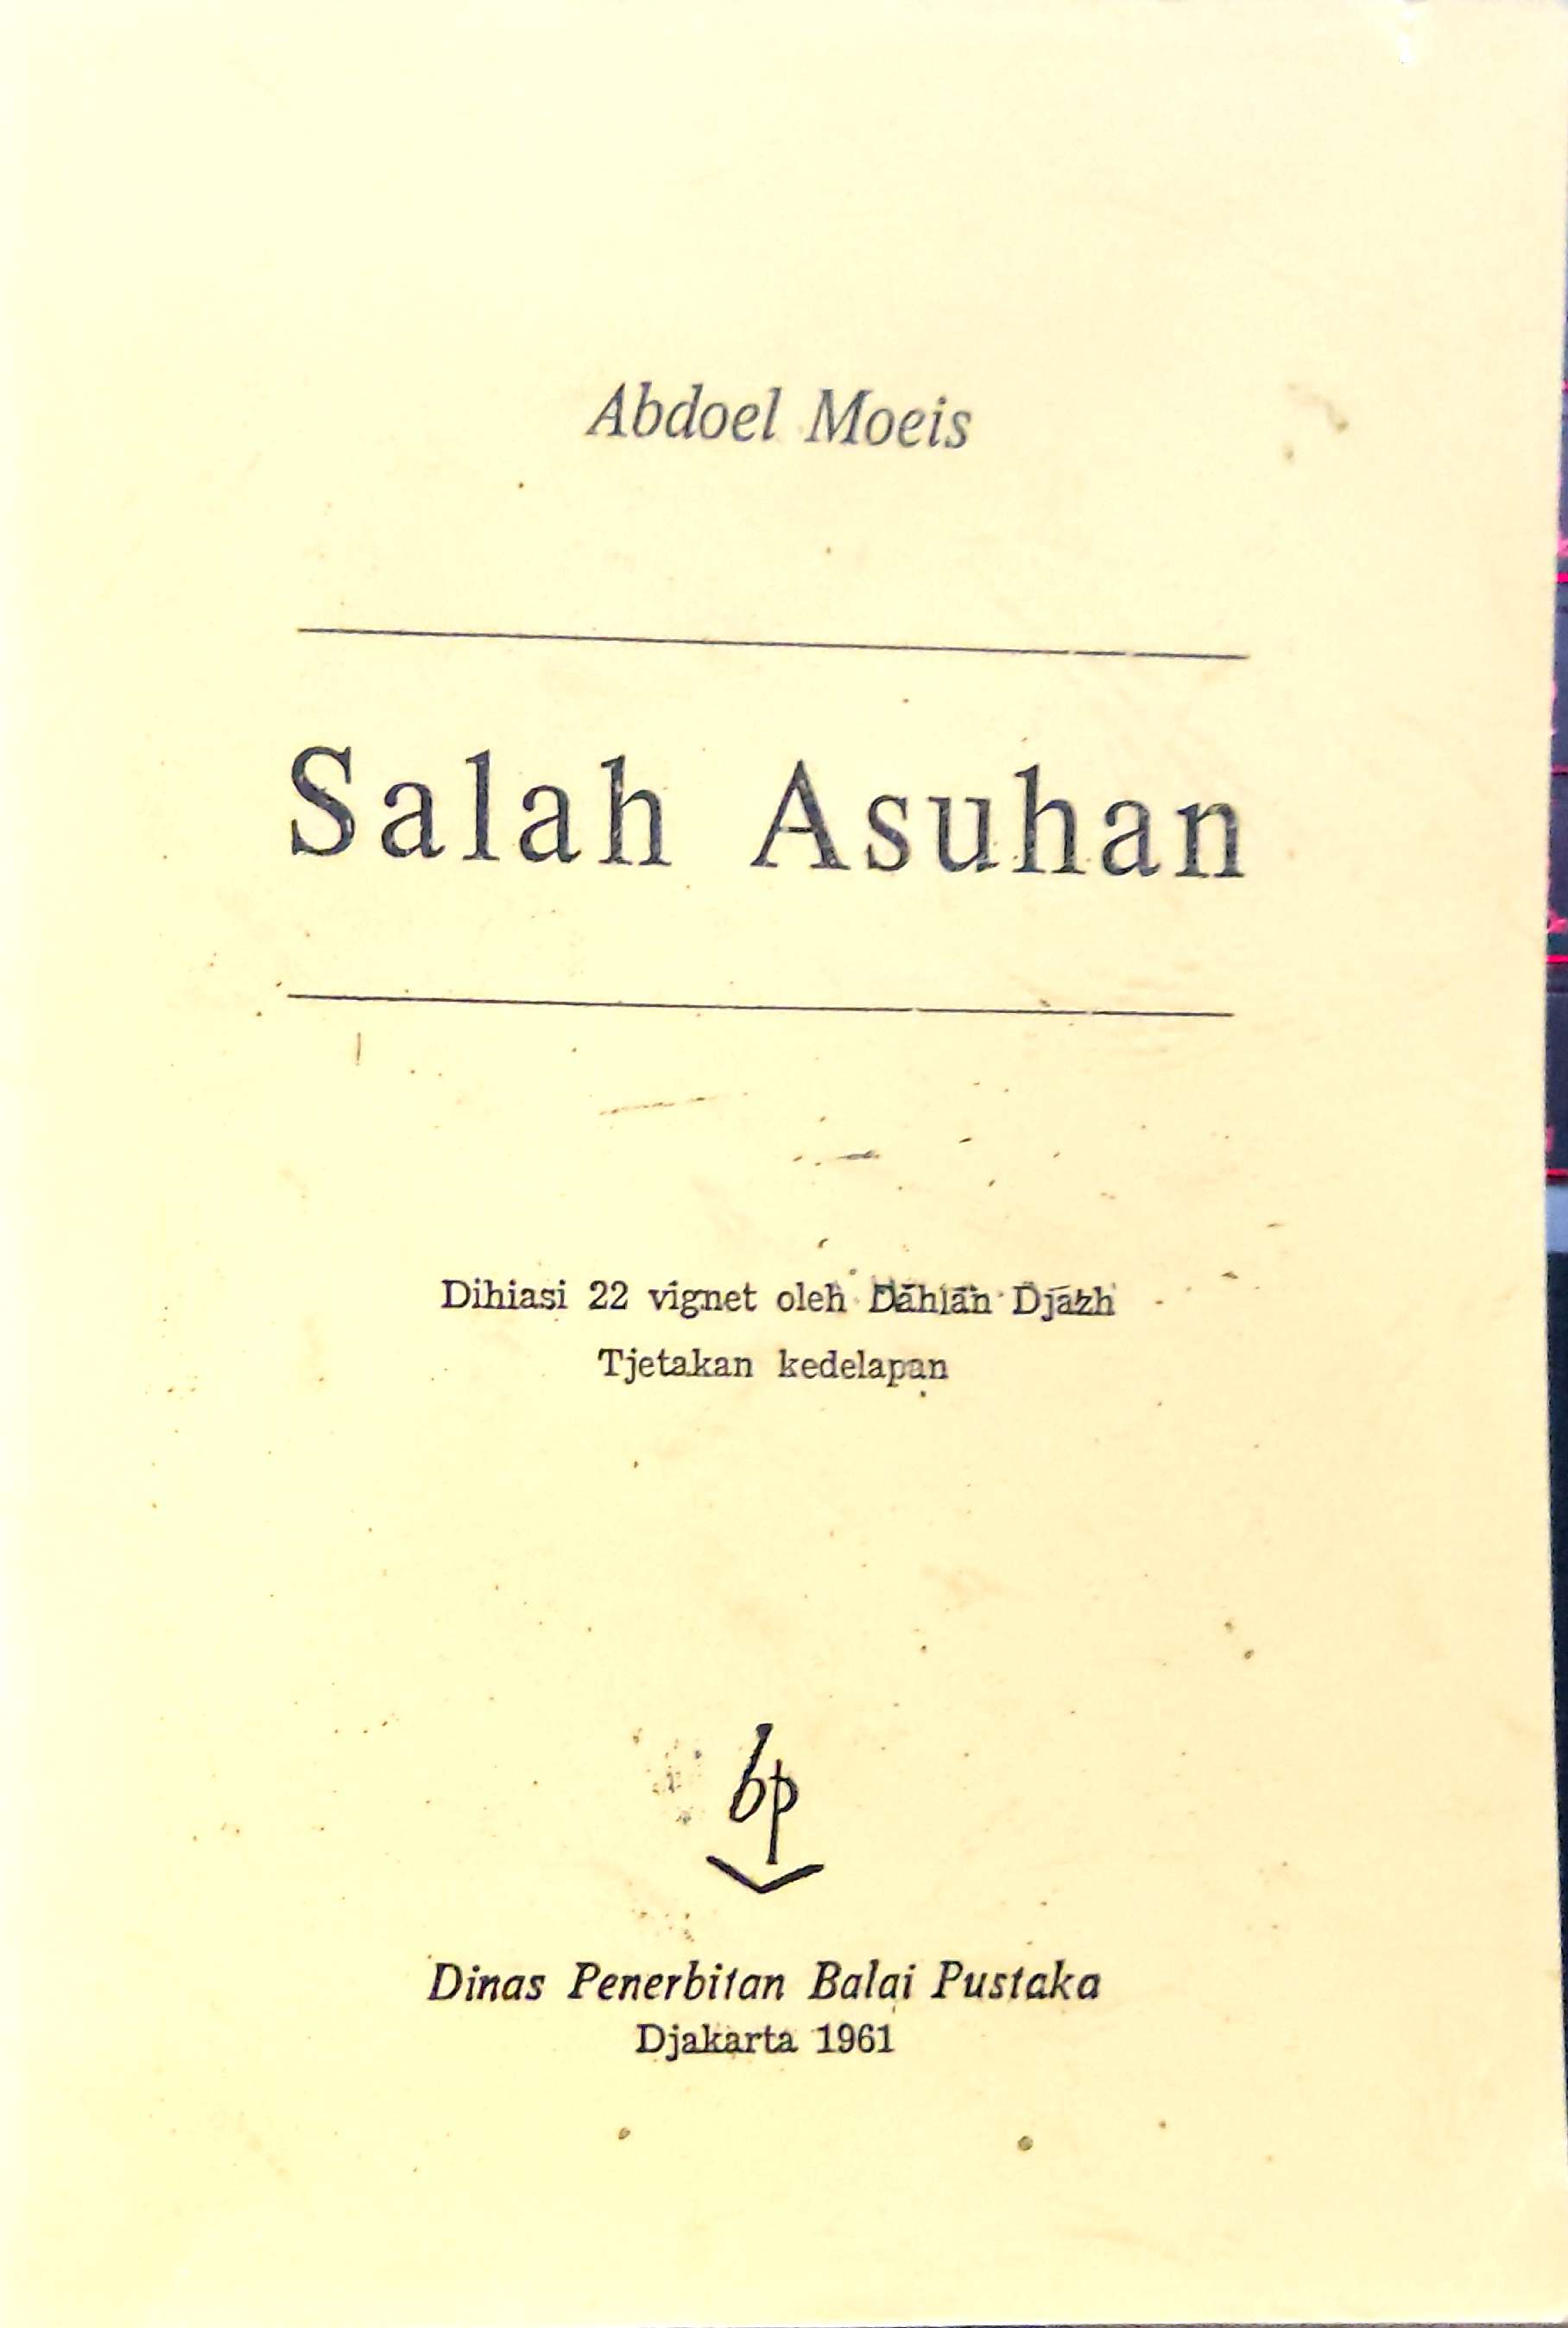 Abdoel Moeis
Salah Asuhan
Dihiasi 22 vignet oleh Dahlan Djazh
Tjetakan kedelapan
bp
Dinas Penerbitan Balai Pustaka
Djakarta 1961